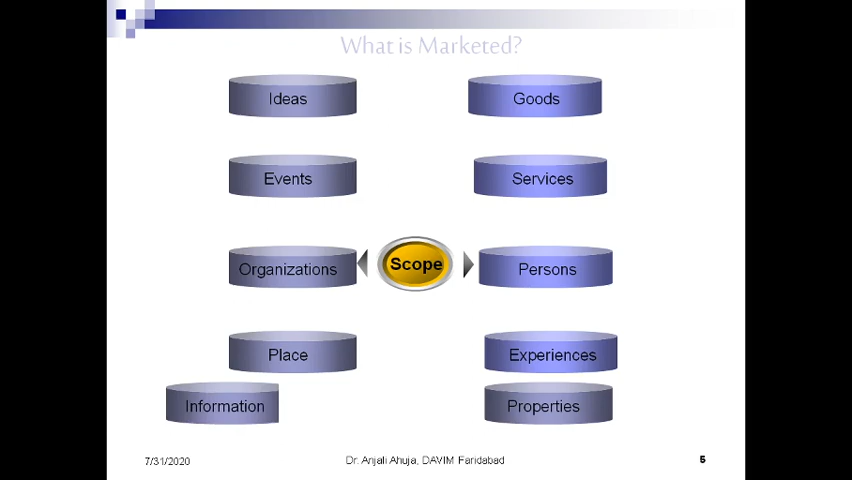 What is Marketed?
Ideas
Goods
Events
Services
Organizations
Scope
Persons
Place
Experiences
Information
Properties
7/31/2020
Dr. Anjali Ahuja, DAVIM Faridabad
5